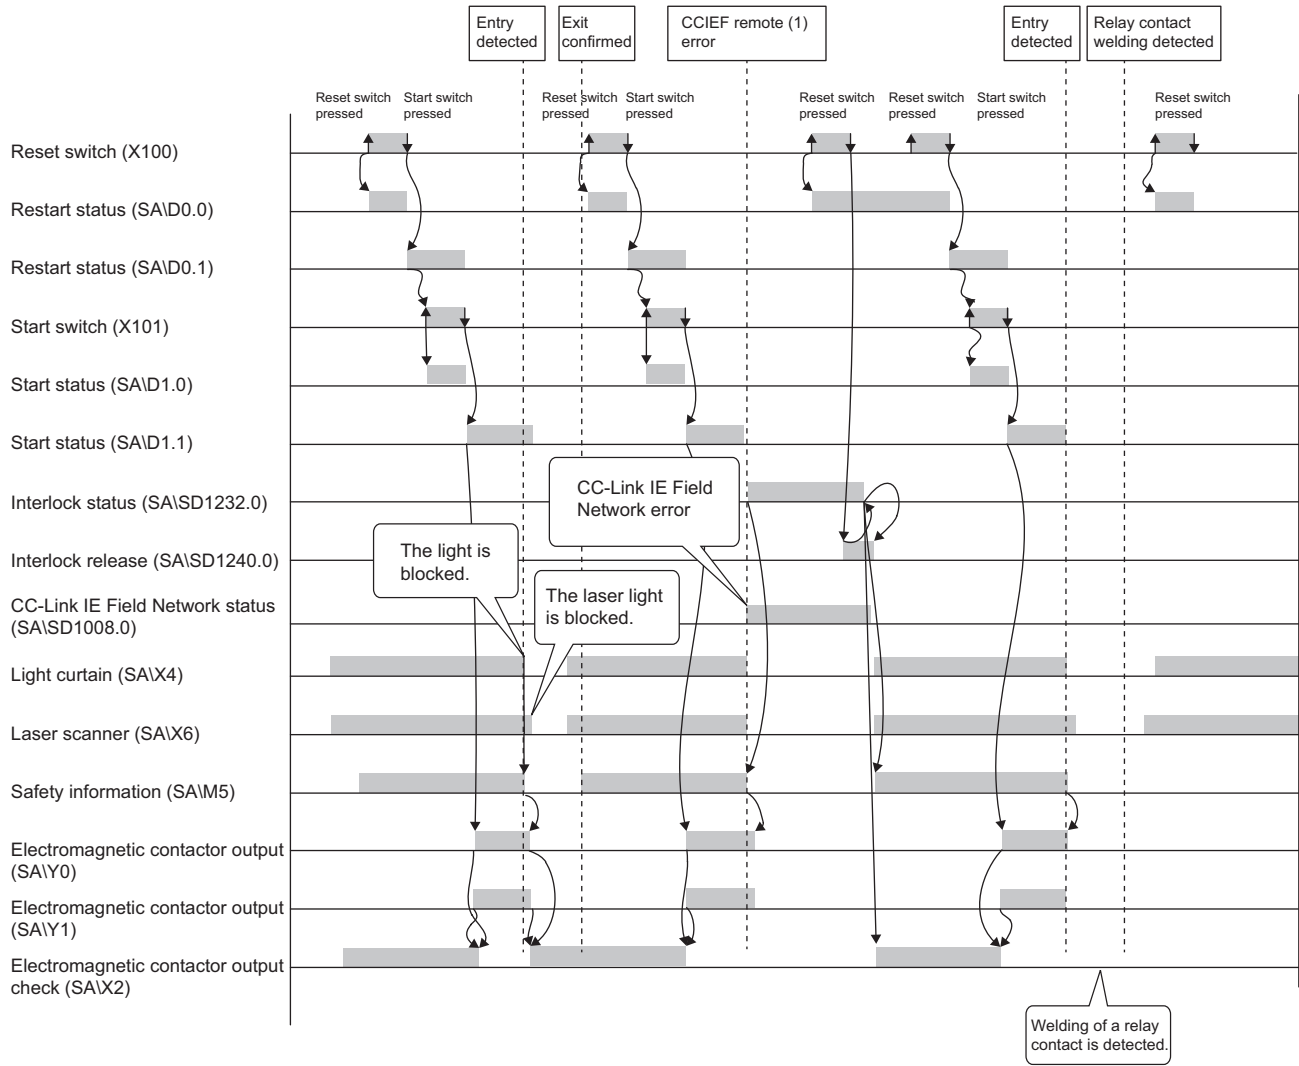 Entry
detected
Exit
confirmed
CCIEF remote (1)
error
Entry
detected
Relay contact
welding detected
Reset switch
pressed
Start switch
pressed
Reset switch
pressed
Start switch
pressed
Reset switch
pressed
Reset switch
pressed
Start switch
pressed
Reset switch
pressed
Reset switch (X100)
Restart status (SA\D0.0)
Restart status (SA\D0.1)
Start switch (X101)
Start status (SA\D1.0)
Start status (SA\D1.1)
Interlock status (SA\SD1232.0)
CC-Link IE Field
Network error
Interlock release (SA\SD1240.0)
The light is
blocked.
The laser light
is blocked.
CC-Link IE Field Network status
(SA\SD1008.0)
Light curtain (SA\X4)
Laser scanner (SA\X6)
Safety information (SA\M5)
Electromagnetic contactor output
(SA\Y0)
Electromagnetic contactor output
(SA\Y1)
Electromagnetic contactor output
check (SA\X2)
Welding of a relay
contact is detected.